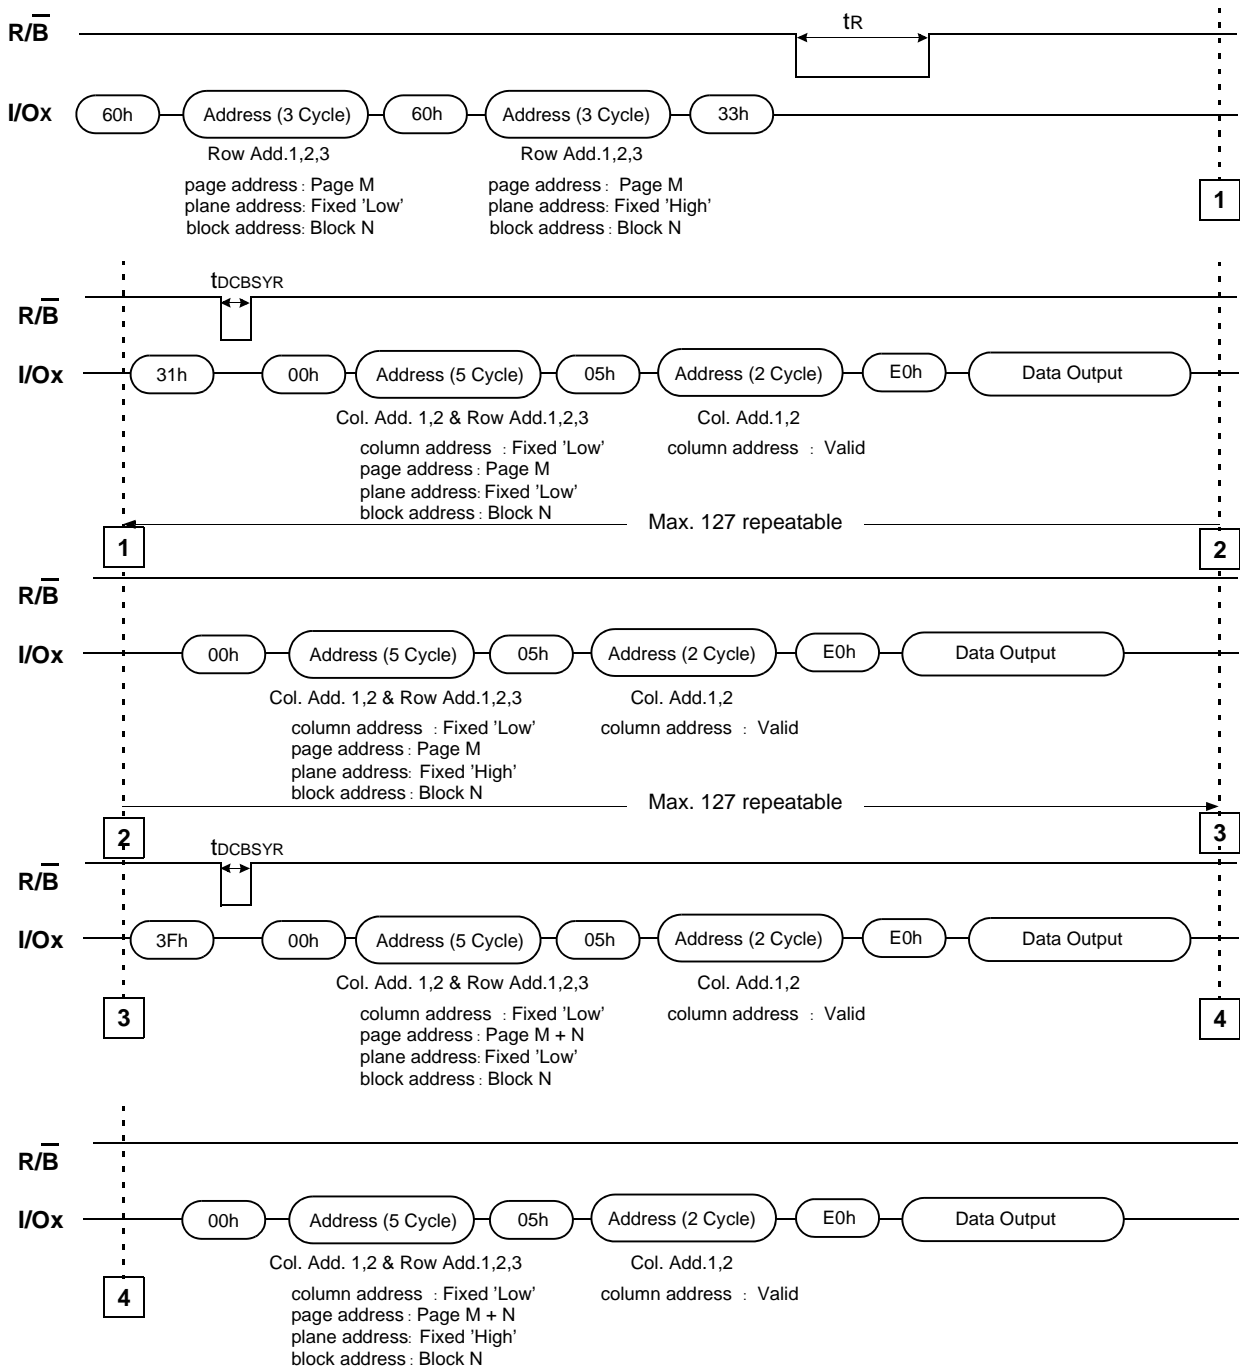 R/B tR
I/Ox 60h Address (3 Cycle) 60h Address (3 Cycle) 33h
Row Add.1,2,3 Row Add.1,2,3
page address : Page M page address : Page M
plane address: Fixed 'Low' plane address: Fixed 'High'
block address: Block N block address: Block N
1
tDCBSYR
R/B
I/Ox 31h 00h Address (5 Cycle) 05h Address (2 Cycle) E0h Data Output
Col. Add. 1,2 & Row Add.1,2,3 Col. Add.1,2
column address : Fixed 'Low' column address : Valid
page address : Page M
plane address: Fixed 'Low'
block address : Block N
Max. 127 repeatable
1 2
R/B
I/Ox 00h Address (5 Cycle) 05h Address (2 Cycle) E0h Data Output
Col. Add. 1,2 & Row Add.1,2,3 Col. Add.1,2
column address : Fixed 'Low' column address : Valid
page address : Page M
plane address: Fixed 'High'
block address : Block N
Max. 127 repeatable
2 3
tDCBSYR
R/B
I/Ox 3Fh 00h Address (5 Cycle) 05h Address (2 Cycle) E0h Data Output
Col. Add. 1,2 & Row Add.1,2,3 Col. Add.1,2
column address : Fixed 'Low' column address : Valid
page address : Page M + N
plane address: Fixed 'Low'
block address : Block N
3 4
R/B
I/Ox 00h Address (5 Cycle) 05h Address (2 Cycle) E0h Data Output
Col. Add. 1,2 & Row Add.1,2,3 Col. Add.1,2
column address : Fixed 'Low' column address : Valid
page address : Page M + N
plane address: Fixed 'High'
block address : Block N
4